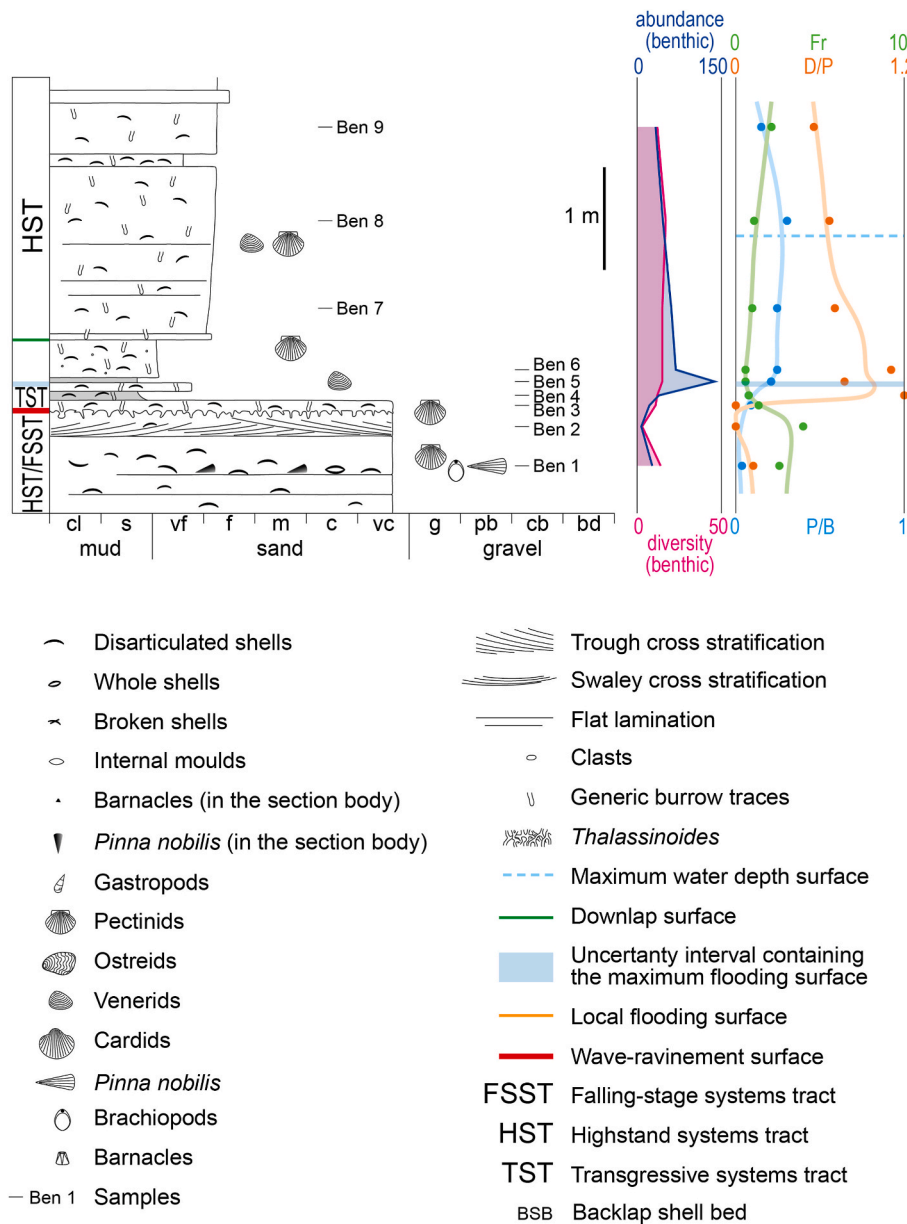 abundance
(benthic)
0 150
0 Fr 10
0 D/P 1.2
HST
TST
HST/FSST
Ben 9
Ben 8
Ben 7
Ben 6
Ben 5
Ben 4
Ben 3
Ben 2
Ben 1
1 m
cl s vf f m c vc g pb cb bd
mud sand gravel
0 50
diversity
(benthic)
0 P/B 1
Disarticulated shells
Whole shells
Broken shells
Internal moulds
Barnacles (in the section body)
Pinna nobilis (in the section body)
Gastropods
Pectinids
Ostreids
Venerids
Cardids
Pinna nobilis
Brachiopods
Barnacles
Ben 1 Samples
Trough cross stratification
Swaley cross stratification
Flat lamination
Clasts
Generic burrow traces
Thalassinoides
Maximum water depth surface
Downlap surface
Uncertanty interval containing
the maximum flooding surface
Local flooding surface
Wave-ravinement surface
FSST Falling-stage systems tract
HST Highstand systems tract
TST Transgressive systems tract
BSB Backlap shell bed